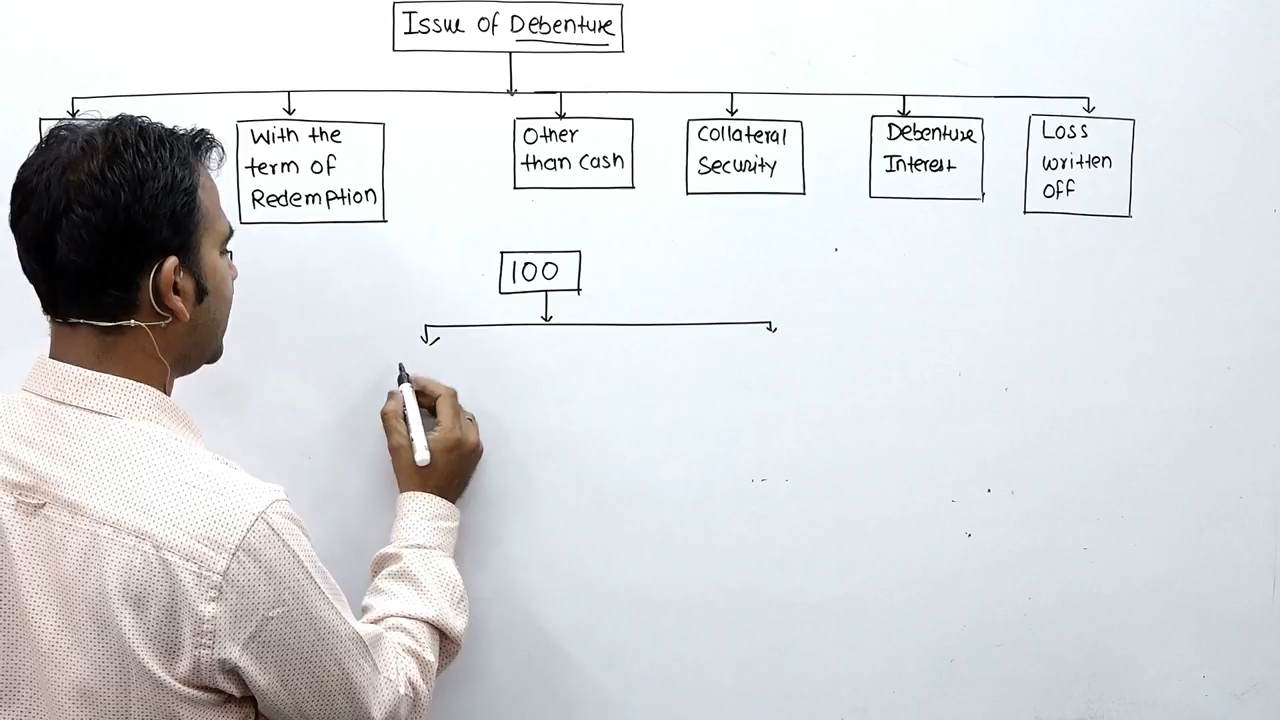 Issue of Debenture
With the
term of
Redemption
Other
than cash
Collateral
Security
Debenture
Interest
Loss
written
off
100